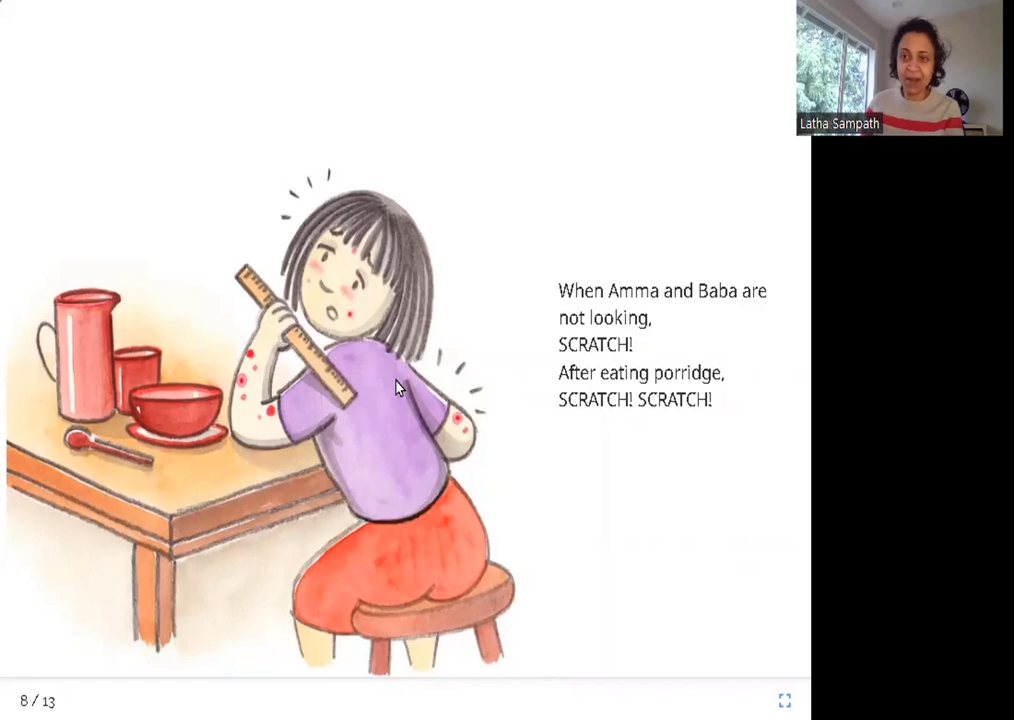 Latha Sampath
When Amma and Baba are
not looking,
SCRATCH!
After eating porridge,
SCRATCH! SCRATCH!
8 / 13